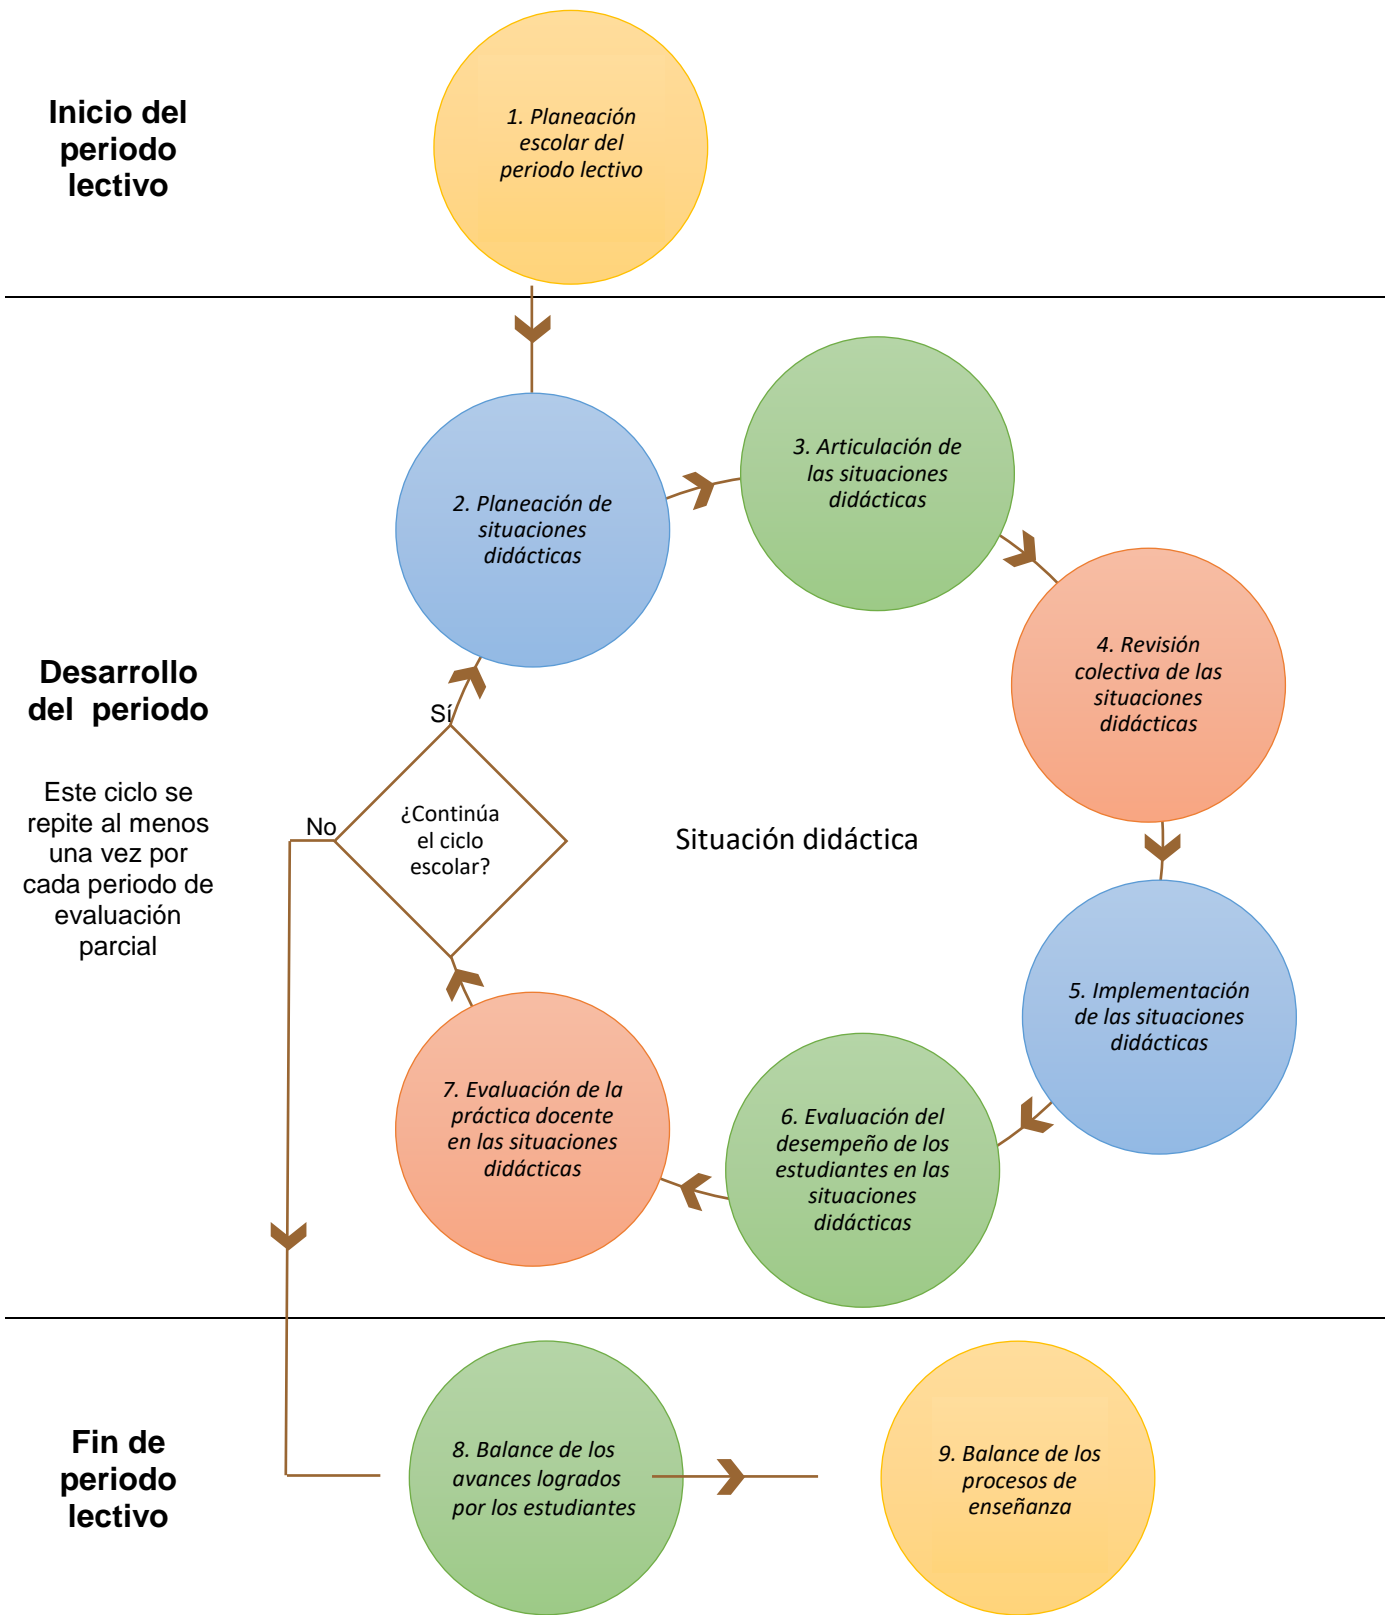 Inicio del
periodo
lectivo
1. Planeación
escolar del
periodo lectivo
Desarrollo
del periodo
Este ciclo se
repite al menos
una vez por
cada periodo de
evaluación
parcial
2. Planeación de
situaciones
didácticas
3. Articulación de
las situaciones
didácticas
4. Revisión
colectiva de las
situaciones
didácticas
5. Implementación
de las situaciones
didácticas
6. Evaluación del
desempeño de los
estudiantes en las
situaciones
didácticas
7. Evaluación de la
práctica docente
en las situaciones
didácticas
¿Continúa
el ciclo
escolar?
Sí
No
Situación didáctica
Fin de
periodo
lectivo
8. Balance de los
avances logrados
por los estudiantes
9. Balance de los
procesos de
enseñanza